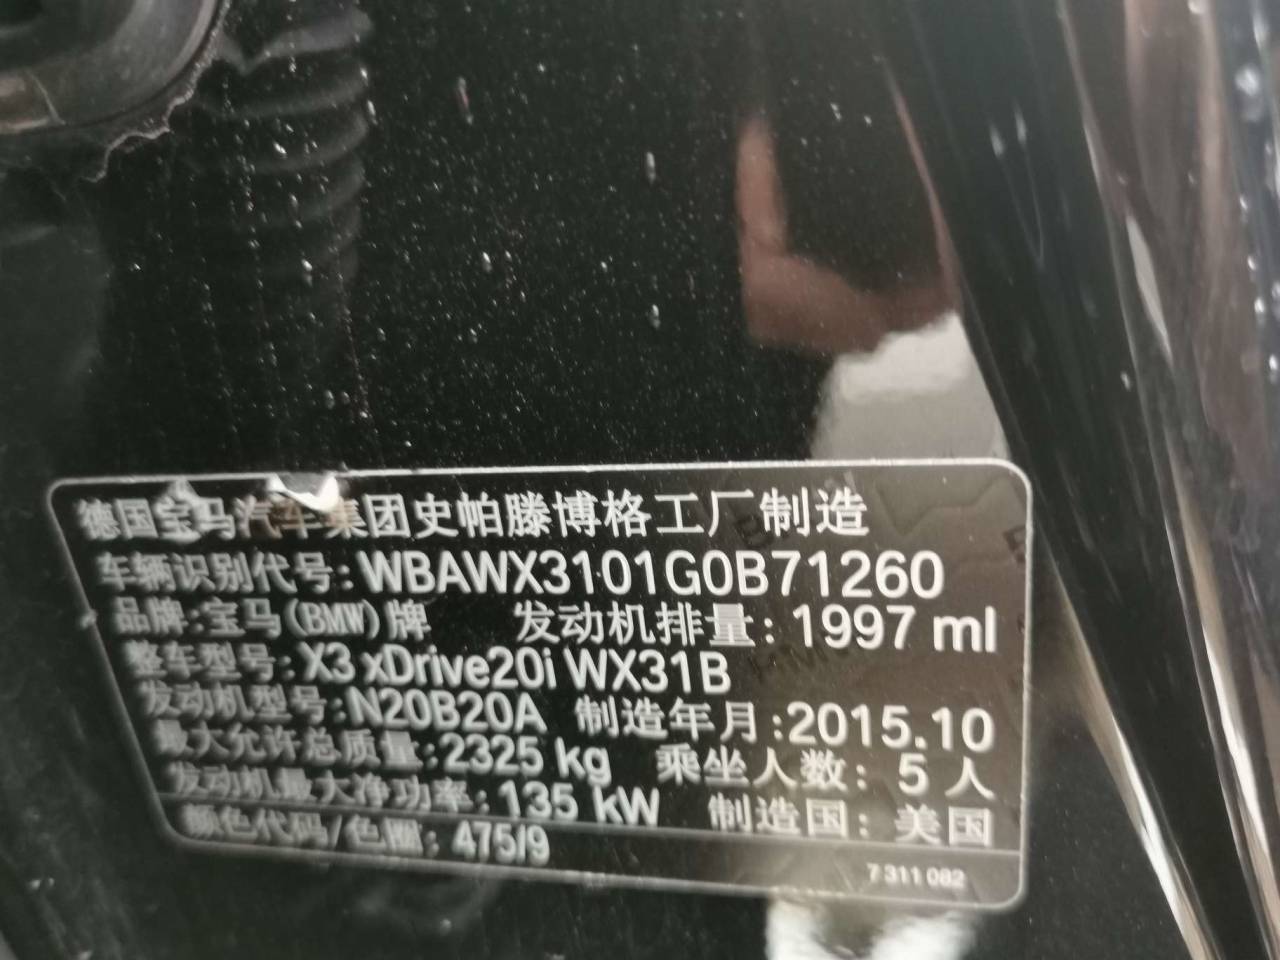 德国宝马汽车集团史帕滕博格工厂制造
车辆识别代号:WBAWX3101G0B71260
品牌:宝马(BMW)牌 发动机排量:1997 ml
整车型号:X3 xDrive20i WX31B
发动机型号:N20B20A 制造年月:2015.10
最大允许总质量:2325 kg 乘坐人数:5 人
发动机最大净功率:135 kW 制造国:美国
颜色代码/色圈:475/9
7 311 082